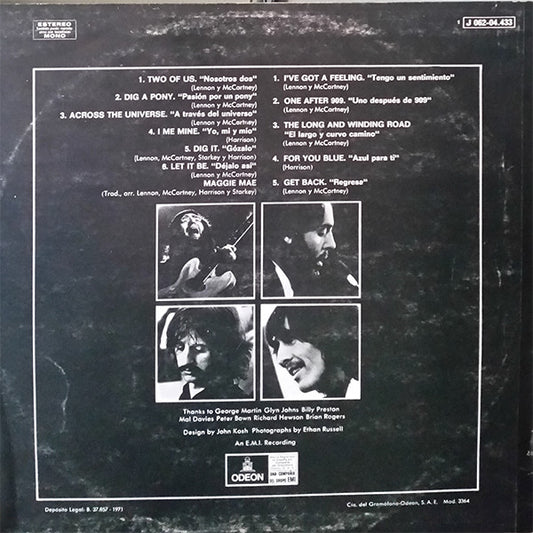 ESTEREO
MONO
J 062-04.433
1. TWO OF US. "Nosotros dos"
(Lennon y McCartney)
2. DIG A PONY. "Pasión por un pony"
(Lennon y McCartney)
3. ACROSS THE UNIVERSE. "A través del universo"
(Lennon y McCartney)
4. I ME MINE. "Yo, mi y mío"
(Harrison)
5. DIG IT. "Gózalo"
(Lennon, McCartney, Starkey y Harrison)
6. LET IT BE. "Déjalo así"
(Lennon y McCartney)
MAGGIE MAE
(Trad., arr. Lennon, McCartney, Harrison y Starkey)
1. I'VE GOT A FEELING. "Tengo un sentimiento"
(Lennon y McCartney)
2. ONE AFTER 909. "Uno después de 909"
(Lennon y McCartney)
3. THE LONG AND WINDING ROAD
"El largo y curvo camino"
(Lennon y McCartney)
4. FOR YOU BLUE. "Azul para ti"
(Harrison)
5. GET BACK. "Regresa"
(Lennon y McCartney)
Thanks to George Martin Glyn Johns Billy Preston
Mal Davies Peter Bown Richard Hewson Brian Rogers
Design by John Kosh Photographs by Ethan Russell
An E.M.I. Recording
ODEON
UNA COMPAÑIA
DEL GRUPO EMI
Depósito Legal: B. 27.857 - 1971
Cía. del Gramófono-Odeon, S. A. E. Mod. 3364